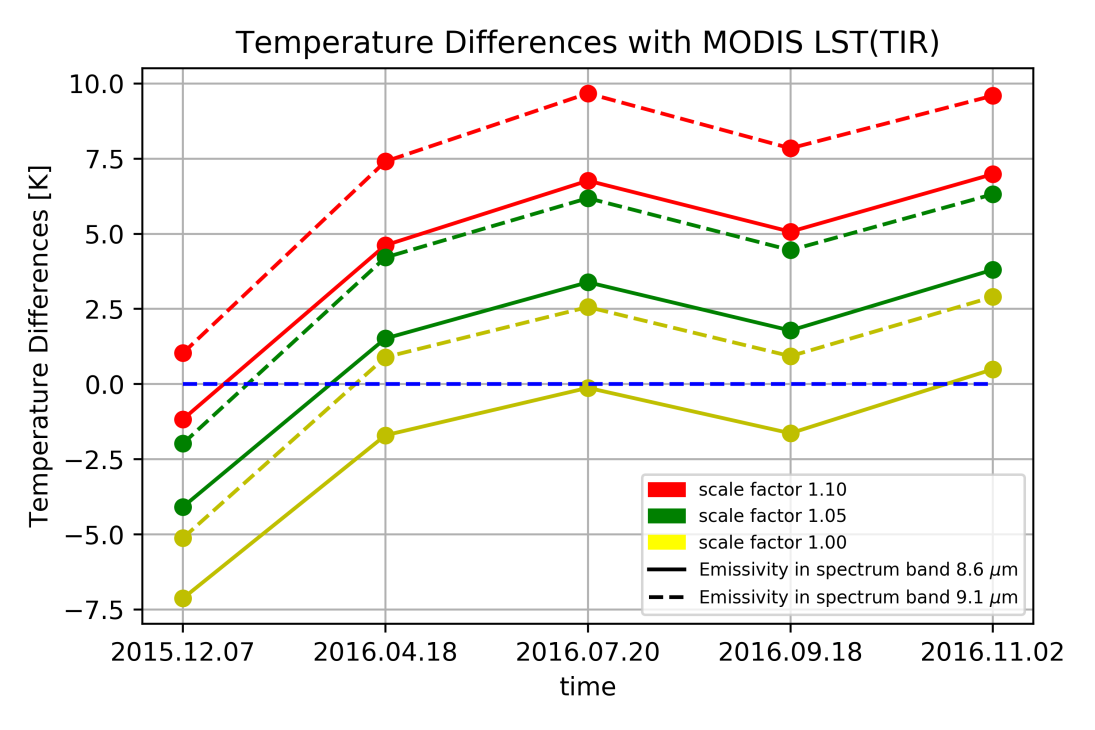 Temperature Differences with MODIS LST(TIR)
Temperature Differences [K]
10.0
7.5
5.0
2.5
0.0
−2.5
−5.0
−7.5
scale factor 1.10
scale factor 1.05
scale factor 1.00
Emissivity in spectrum band 8.6 μm
Emissivity in spectrum band 9.1 μm
2015.12.07 2016.04.18 2016.07.20 2016.09.18 2016.11.02
time